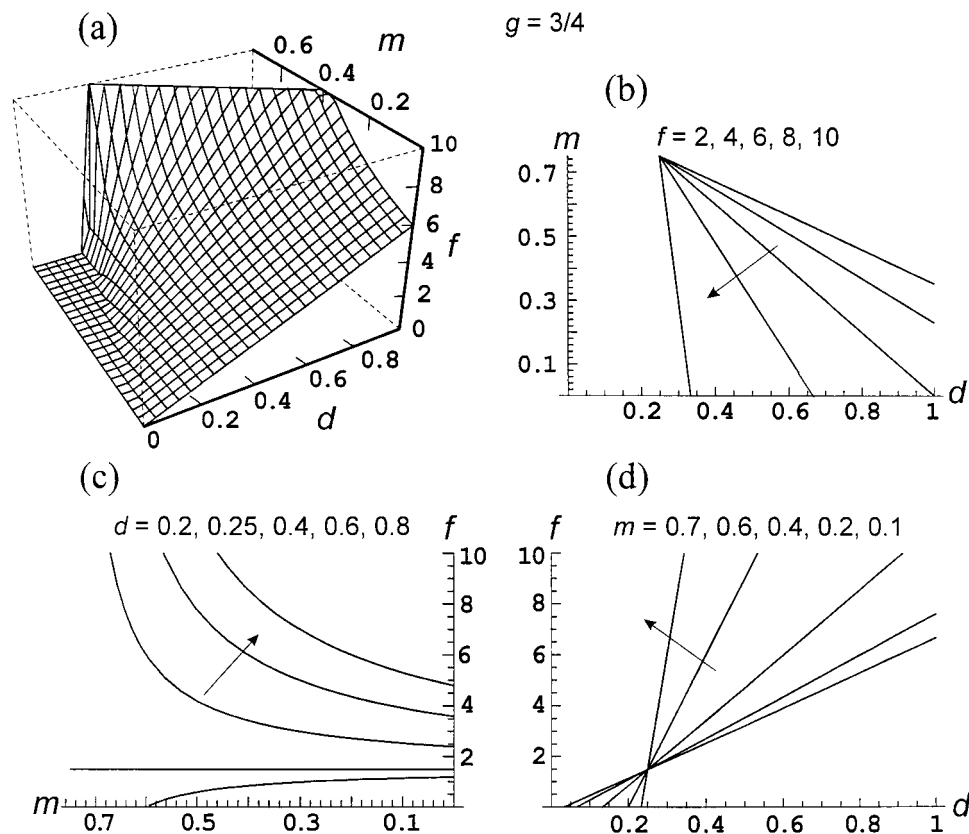 (a)
g = 3/4
m
0.6
0.4
0.2
10
8
6
4
2
0
f
0
0.2
0.4
0.6
0.8
d
(b)
m
f = 2, 4, 6, 8, 10
0.7
0.5
0.3
0.1
0.2 0.4 0.6 0.8 1 d
(c)
d = 0.2, 0.25, 0.4, 0.6, 0.8 f
10
8
6
4
2
m 0.7 0.5 0.3 0.1
(d)
f m = 0.7, 0.6, 0.4, 0.2, 0.1
10
8
6
4
2
0.2 0.4 0.6 0.8 1 d